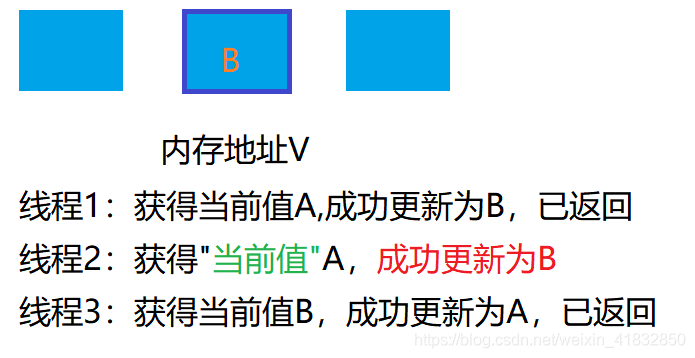 B
内存地址V
线程1：获得当前值A,成功更新为B，已返回
线程2：获得"当前值"A，成功更新为B
线程3：获得当前值B，成功更新为A，已返回
https://blog.csdn.net/weixin_41832850